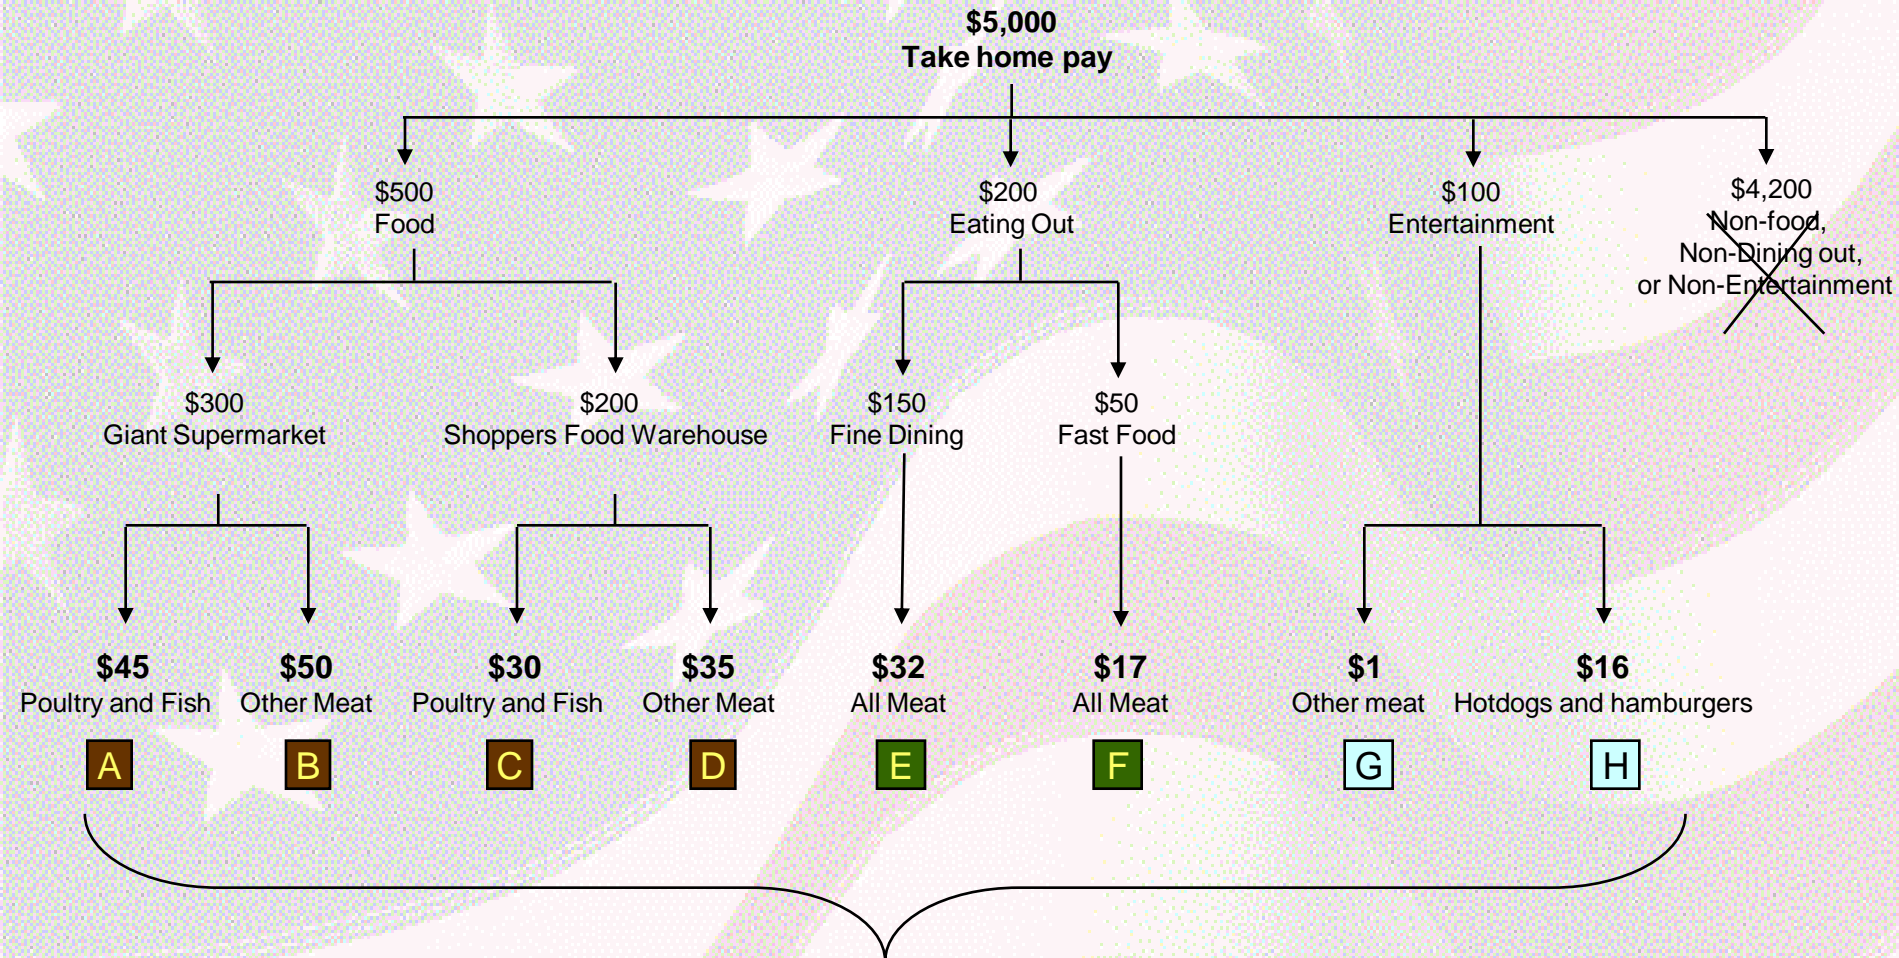 $5,000
Take home pay
$500
Food
$200
Eating Out
$100
Entertainment
$4,200
Non-food,
Non-Dining out,
or Non-Entertainment
$300
Giant Supermarket
$200
Shoppers Food Warehouse
$150
Fine Dining
$50
Fast Food
$45
Poultry and Fish
$50
Other Meat
$30
Poultry and Fish
$35
Other Meat
$32
All Meat
$17
All Meat
$1
Other meat
$16
Hotdogs and hamburgers
A
B
C
D
E
F
G
H